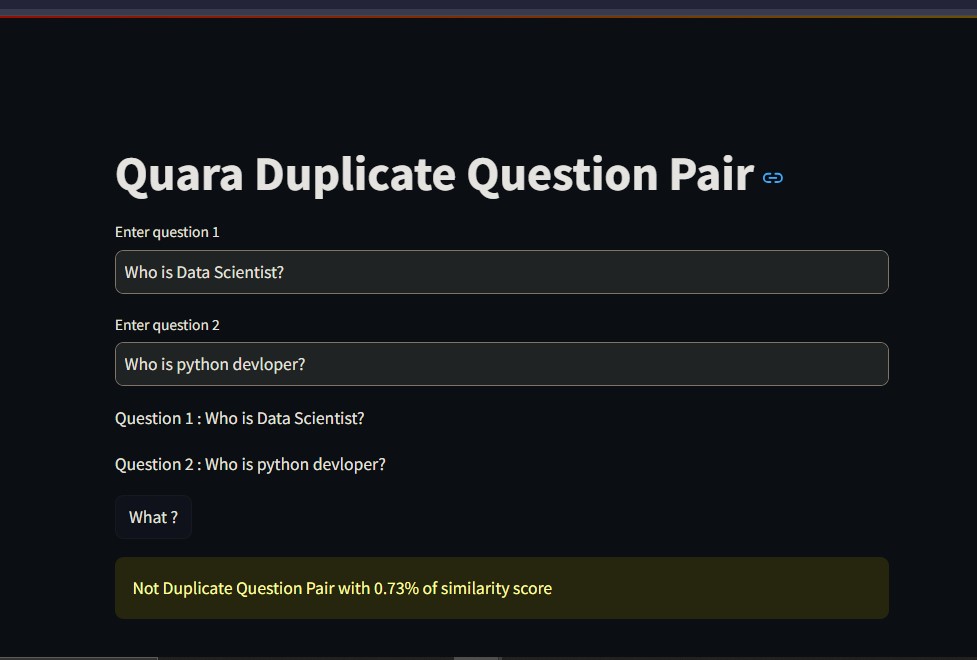 Quara Duplicate Question Pair
Enter question 1
Who is Data Scientist?
Enter question 2
Who is python devloper?
Question 1 : Who is Data Scientist?
Question 2 : Who is python devloper?
What ?
Not Duplicate Question Pair with 0.73% of similarity score